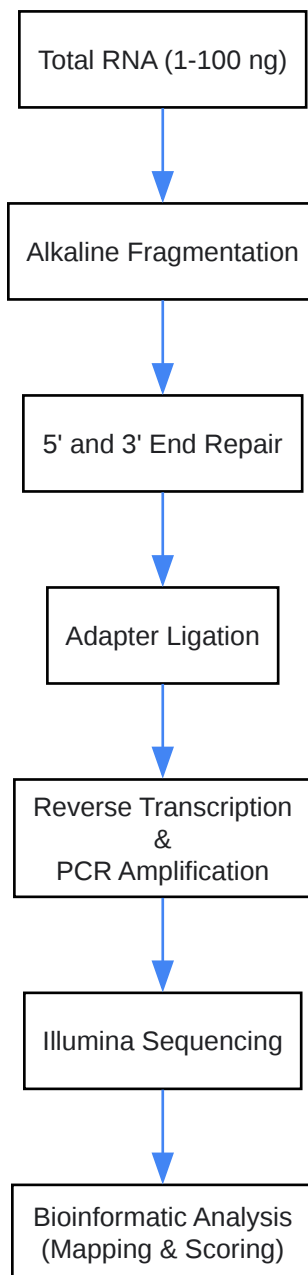 Total RNA (1-100 ng)
Alkaline Fragmentation
5' and 3' End Repair
Adapter Ligation
Reverse Transcription
&
PCR Amplification
Illumina Sequencing
Bioinformatic Analysis
(Mapping & Scoring)